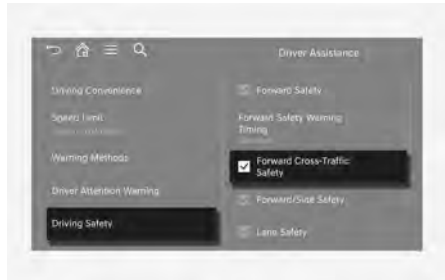 Driver Assistance
Driving Convenience
Speed Limit
Warning Methods
Driver Attention Warning
Driving Safety
Forward Safety
Forward Safety Warning
Timing
Forward Cross-Traffic
Safety
Forward/Side Safety
Lane Safety